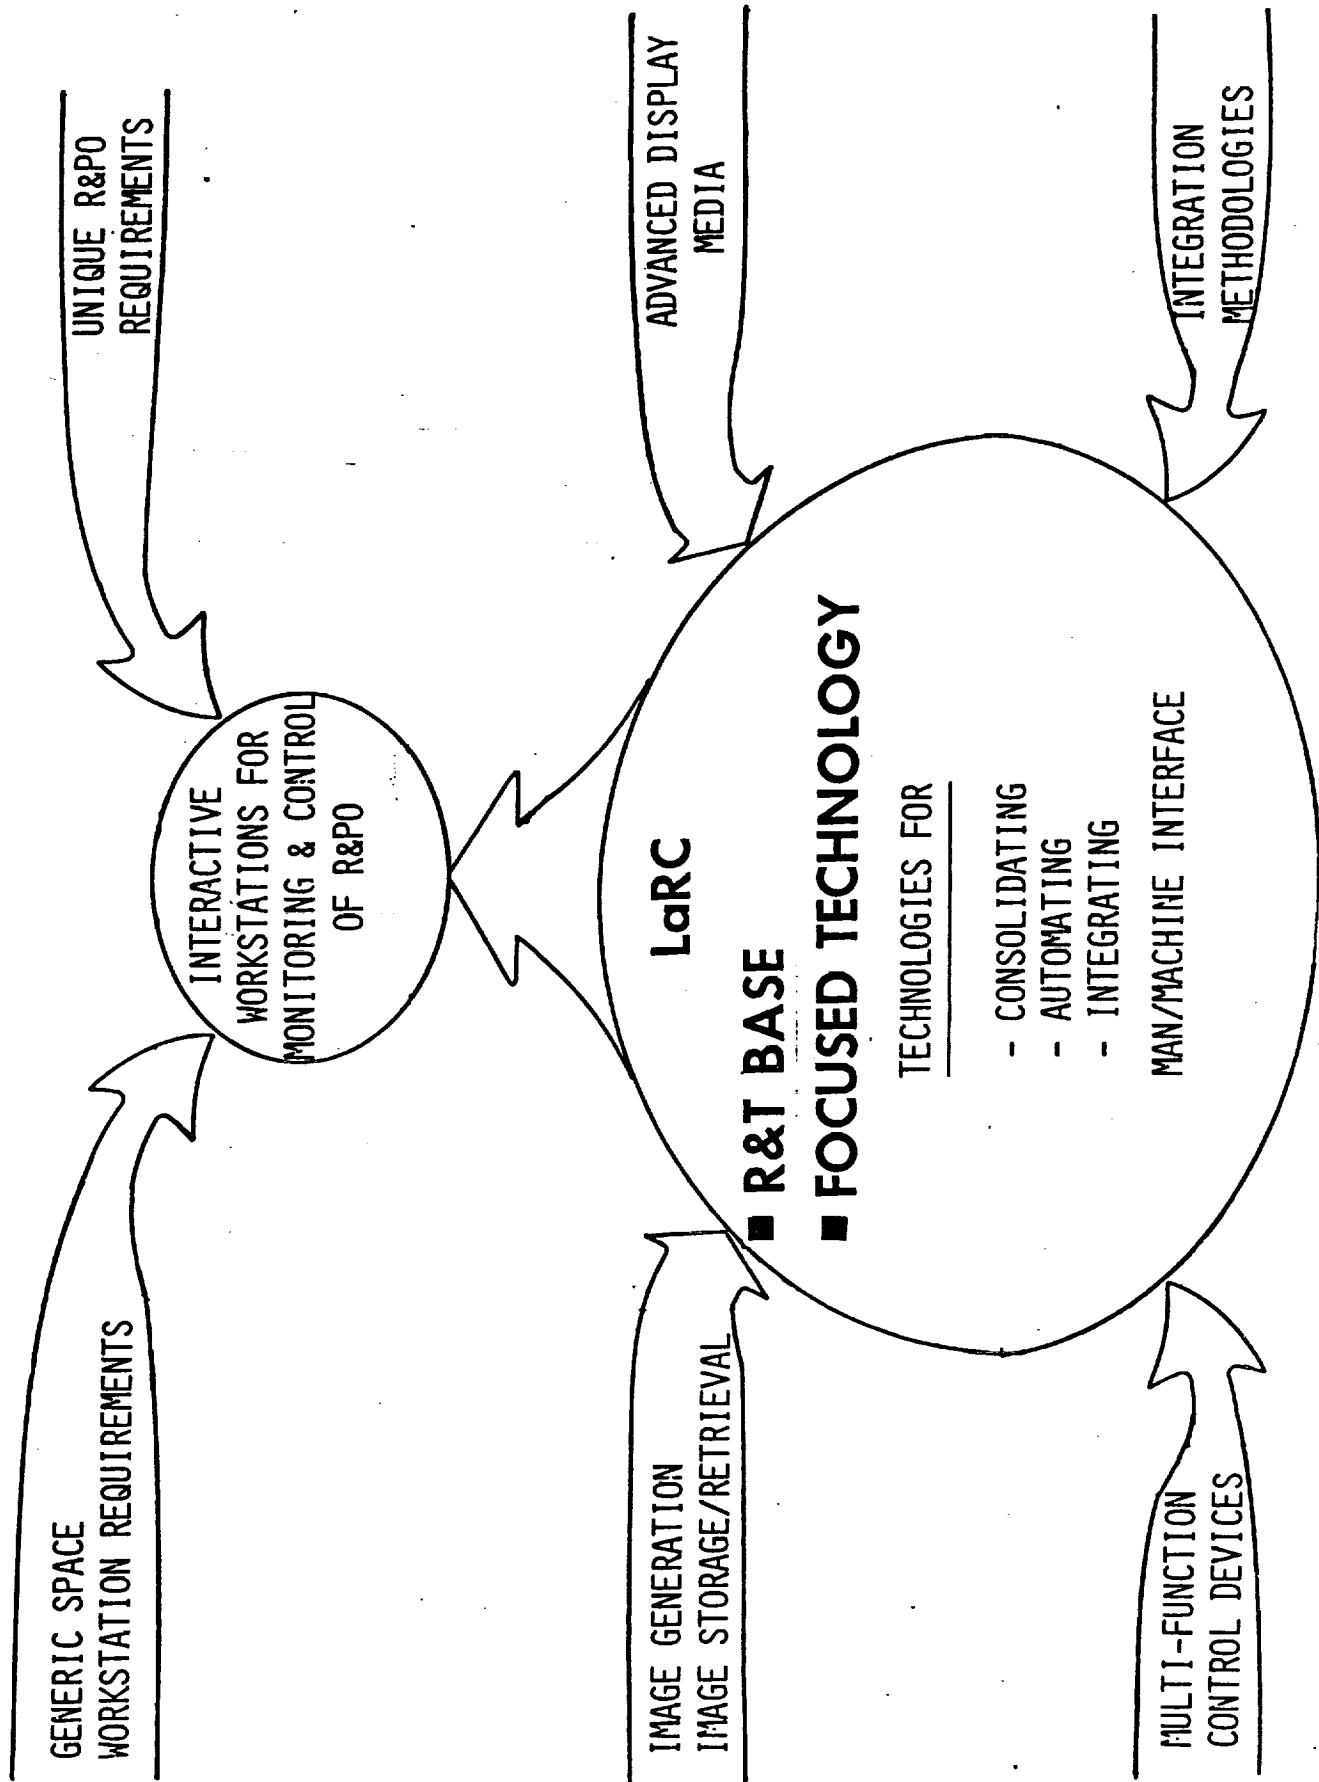 GENERIC SPACE
WORKSTATION REQUIREMENTS
UNIQUE R&PO
REQUIREMENTS
INTERACTIVE
WORKSTATIONS FOR
MONITORING & CONTROL
OF R&PO
IMAGE GENERATION
IMAGE STORAGE/RETRIEVAL
ADVANCED DISPLAY
MEDIA
LaRC
■ R&T BASE
■ FOCUSED TECHNOLOGY
TECHNOLOGIES FOR
- CONSOLIDATING
- AUTOMATING
- INTEGRATING
MAN/MACHINE INTERFACE
MULTI-FUNCTION
CONTROL DEVICES
INTEGRATION
METHODOLOGIES